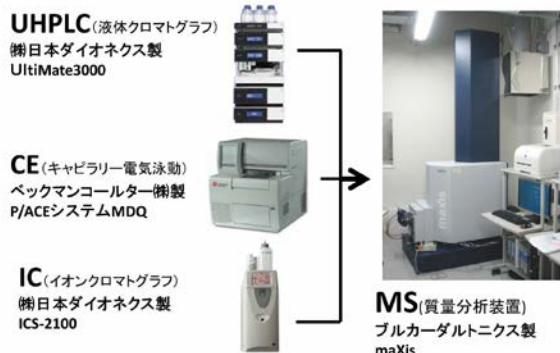 UHPLC(液体クロマトグラフ)
㈱日本ダイオネクス製
UltiMate3000
CE(キャピラリー電気泳動)
ベックマンコールター㈱製
P/ACEシステムMDQ
IC(イオンクロマトグラフ)
㈱日本ダイオネクス製
ICS-2100
maxis
MS(質量分析装置)
ブルカーダルトニクス製
maXis